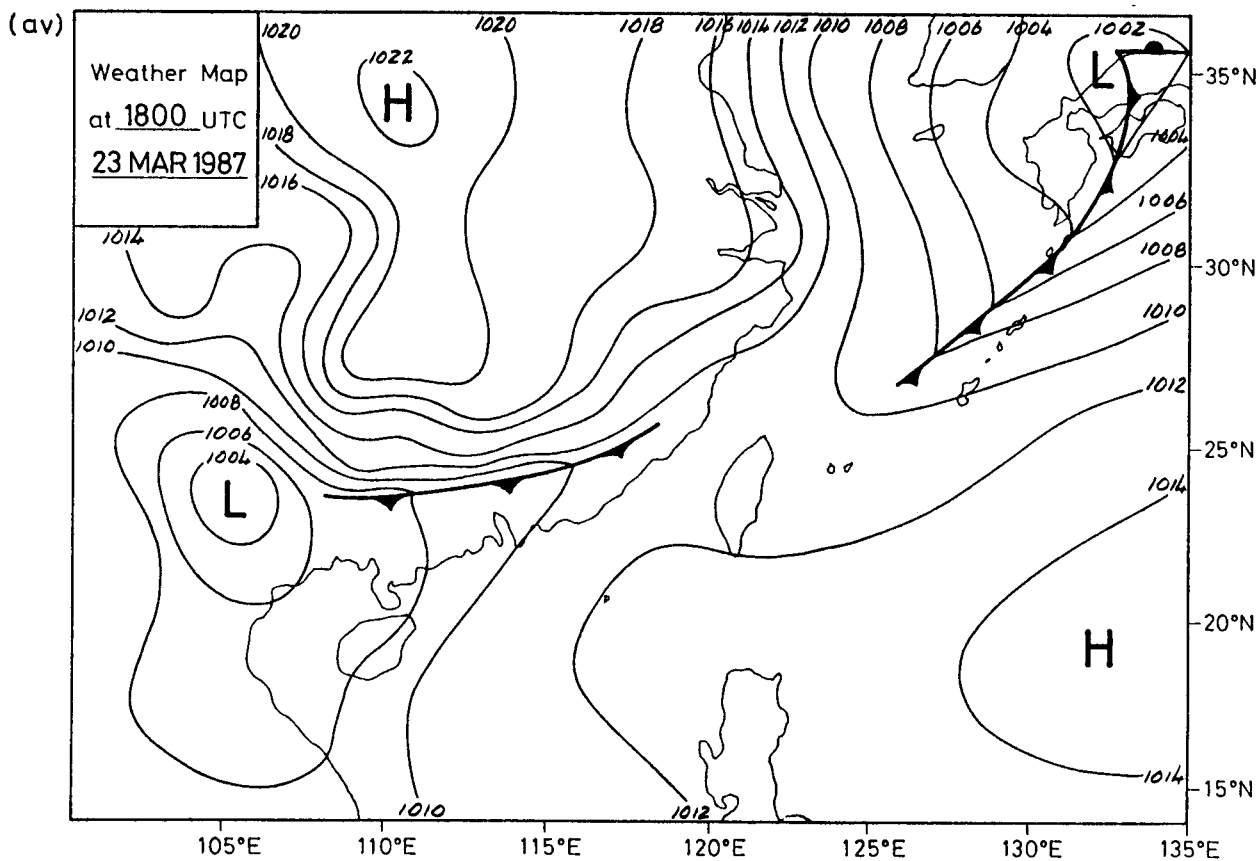 (av)
Weather Map
at 1800 UTC
23 MAR 1987
1020
1022
1020
1018
1016
1014
1012
1010
1008
1006
1004
1002
H
L
35°N
1018
1016
1004
1014
1006
1008
30°N
1012
1010
1010
1008
1012
1006
25°N
1004
L
1014
20°N
H
1014
15°N
1010
1012
105°E
110°E
115°E
120°E
125°E
130°E
135°E